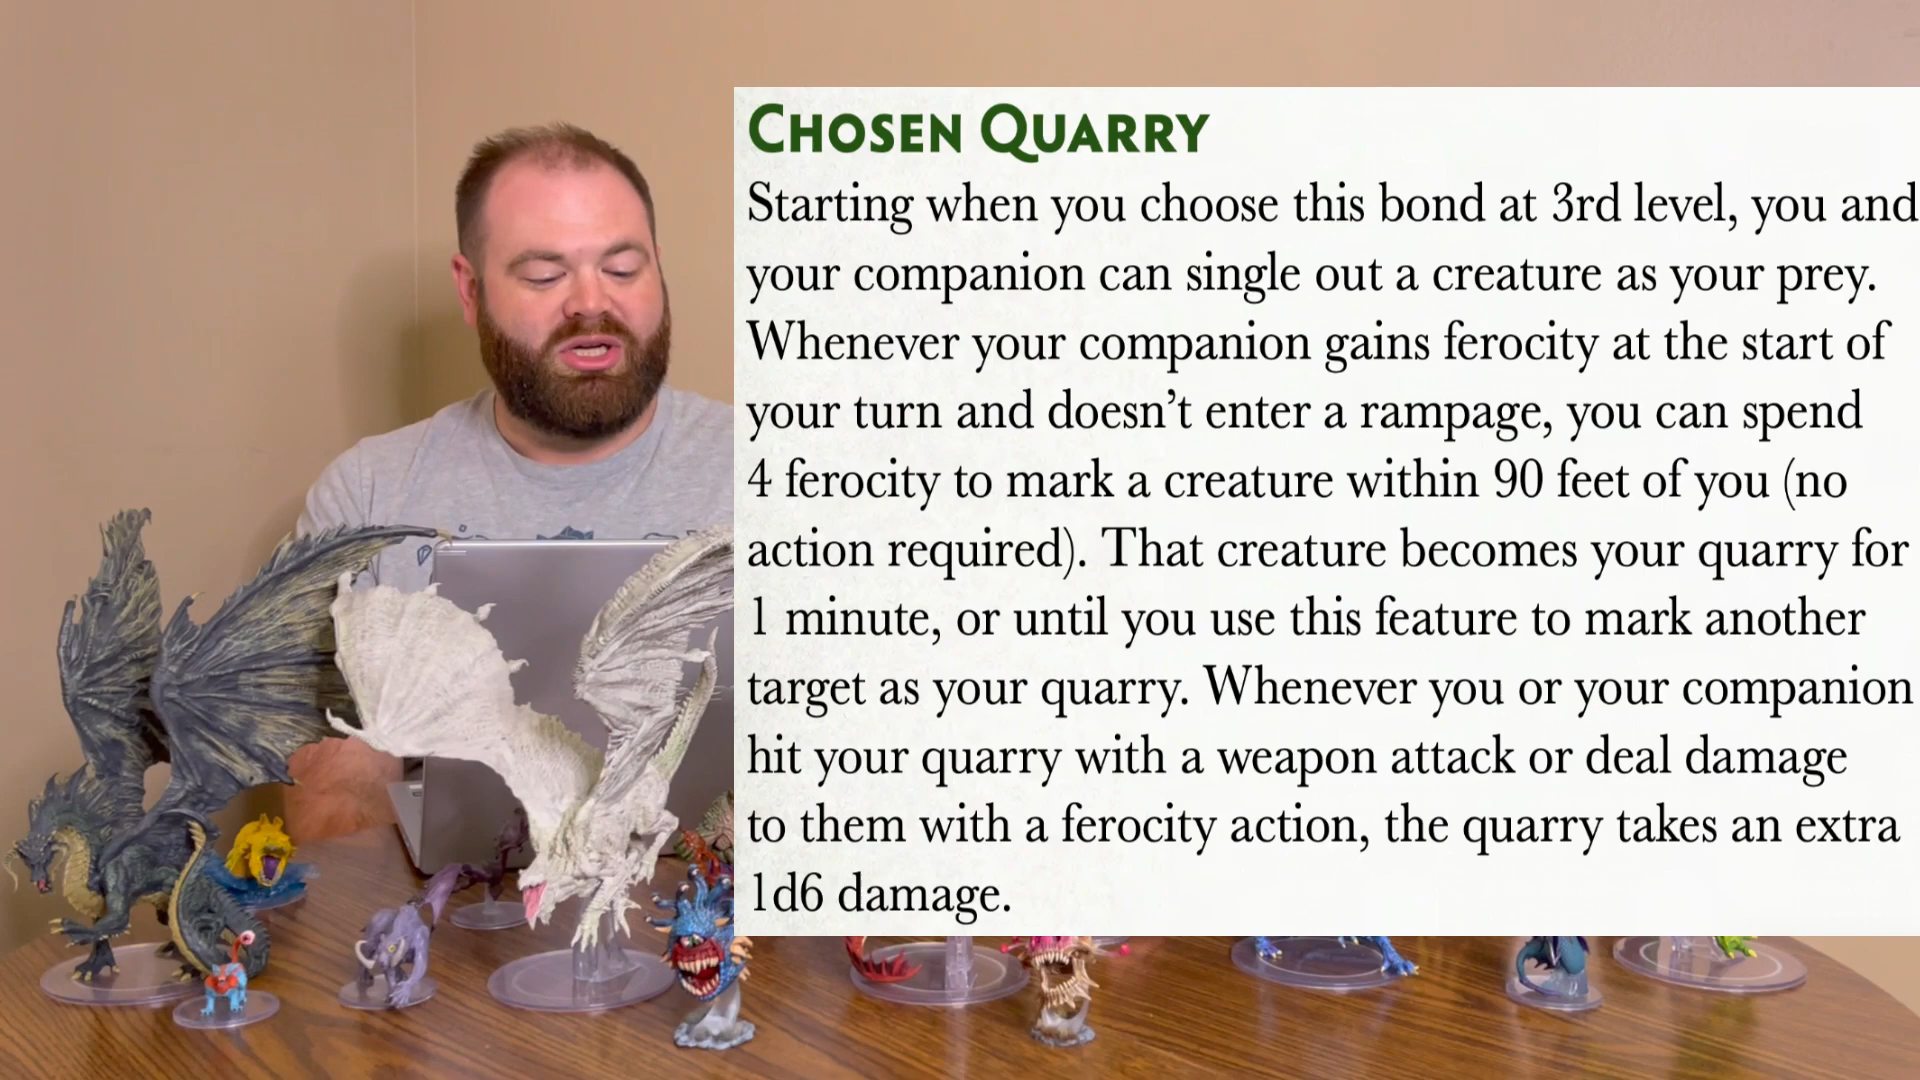 CHOSEN QUARRY
Starting when you choose this bond at 3rd level, you and
your companion can single out a creature as your prey.
Whenever your companion gains ferocity at the start of
your turn and doesn’t enter a rampage, you can spend
4 ferocity to mark a creature within 90 feet of you (no
action required). That creature becomes your quarry for
1 minute, or until you use this feature to mark another
target as your quarry. Whenever you or your companion
hit your quarry with a weapon attack or deal damage
to them with a ferocity action, the quarry takes an extra
1d6 damage.